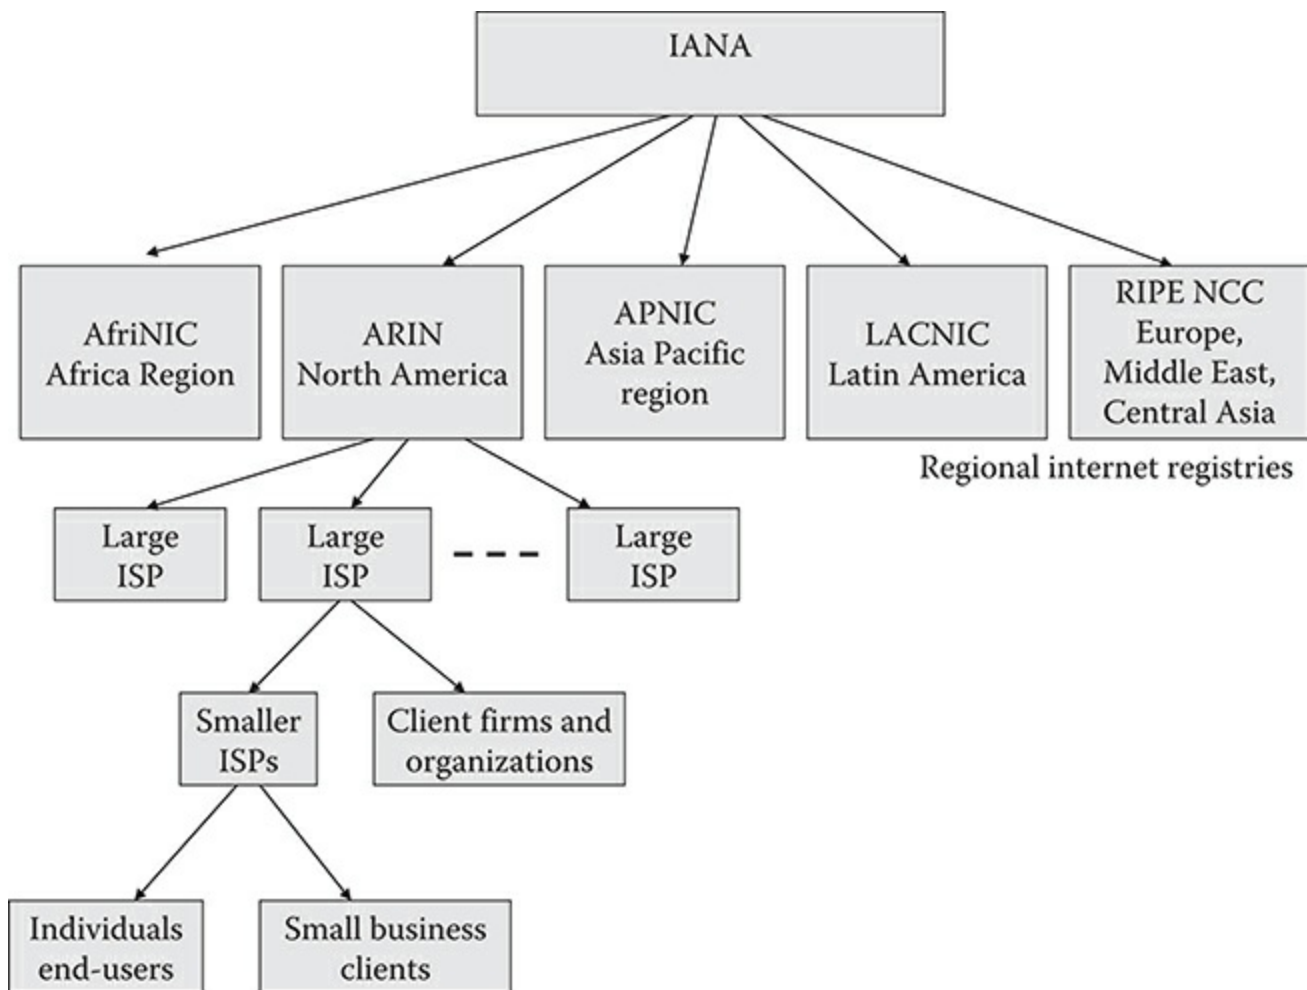 IANA
AfriNIC
Africa Region
ARIN
North America
APNIC
Asia Pacific
region
LACNIC
Latin America
RIPE NCC
Europe,
Middle East,
Central Asia
Regional internet registries
Large
ISP
Large
ISP
Large
ISP
Smaller
ISPs
Client firms and
organizations
Individuals
end-users
Small business
clients